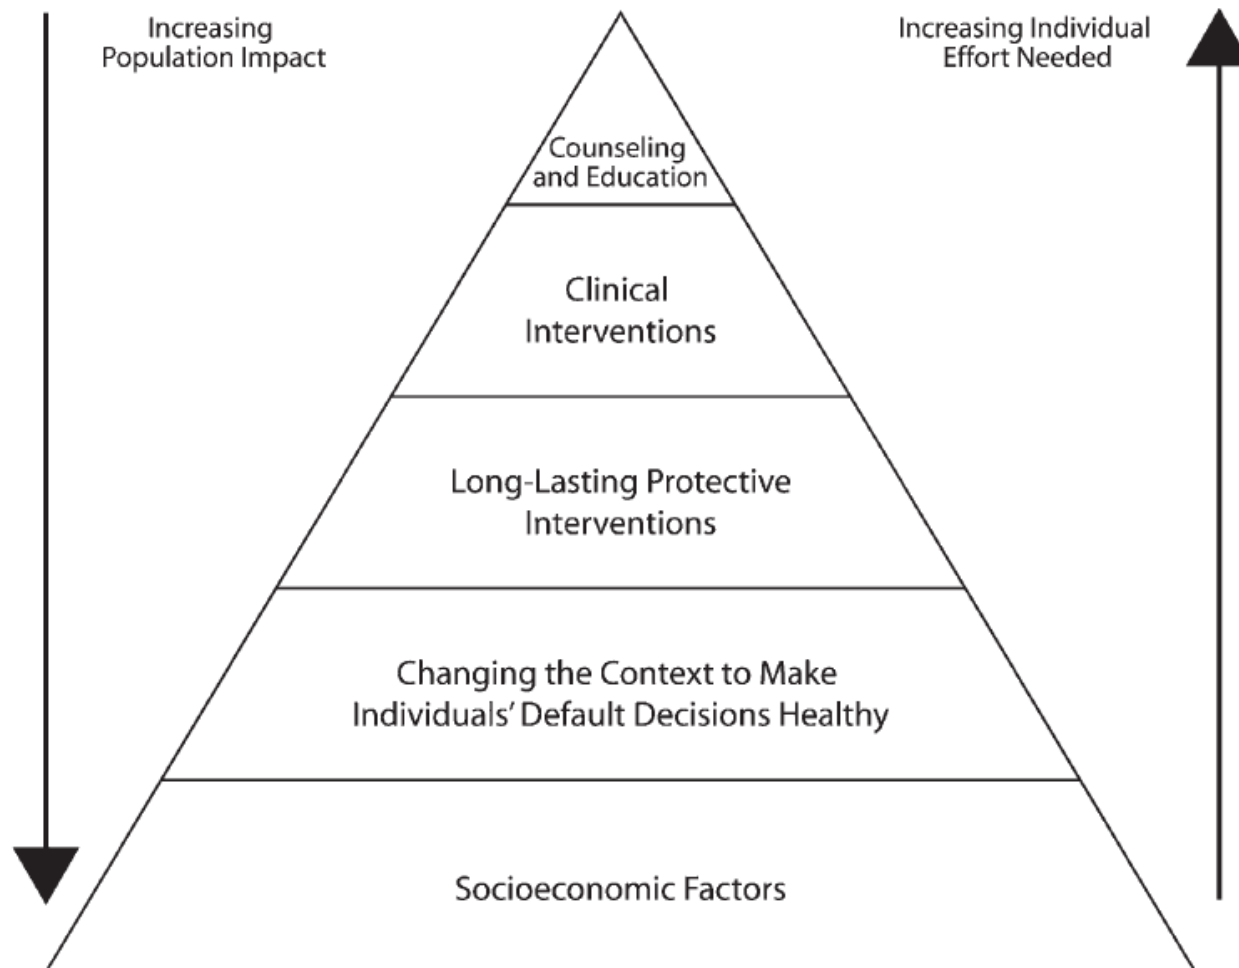 Increasing
Population Impact
Increasing Individual
Effort Needed
Counseling
and Education
Clinical
Interventions
Long-Lasting Protective
Interventions
Changing the Context to Make
Individuals’ Default Decisions Healthy
Socioeconomic Factors